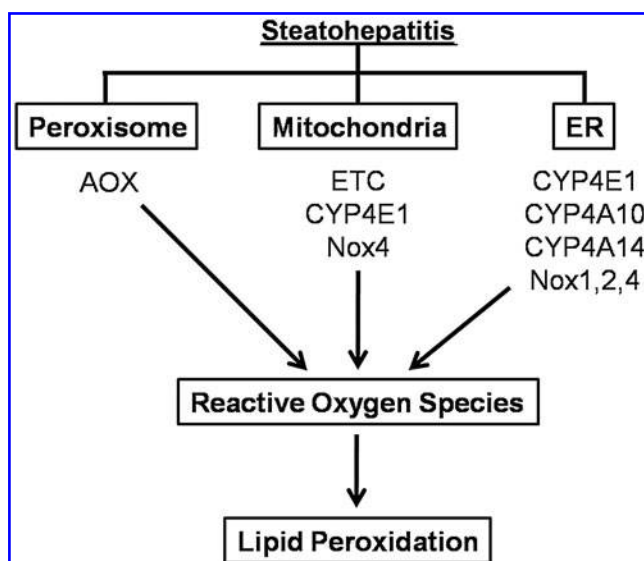 Steatohepatitis
Peroxisome
Mitochondria
ER
AOX
ETC
CYP4E1
Nox4
CYP4E1
CYP4A10
CYP4A14
Nox1,2,4
Reactive Oxygen Species
Lipid Peroxidation